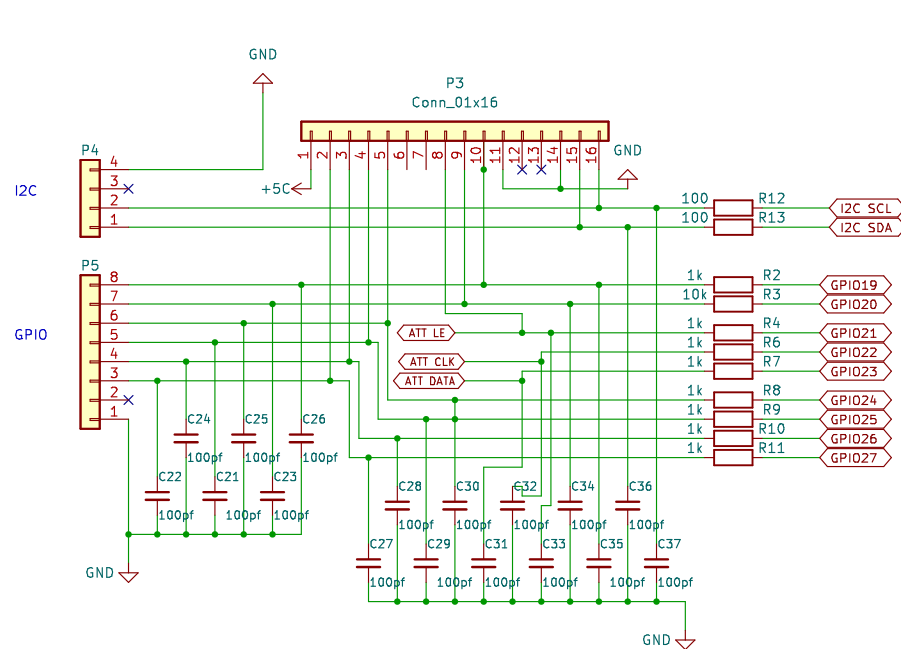 GND
P3
Conn_01x16
1 2 3 4 5 6 7 8 9 10 11 12 13 14 15 16
GND
+5C
P4
I2C
4
3
2
1
100 R12 I2C SCL
100 R13 I2C SDA
P5
GPIO
8
7
6
5
4
3
2
1
1k R2 GPIO19
10k R3 GPIO20
ATT LE
1k R4 GPIO21
1k R6 GPIO22
ATT CLK
1k R7 GPIO23
ATT DATA
1k R8 GPIO24
1k R9 GPIO25
1k R10 GPIO26
1k R11 GPIO27
C24 C25 C26
100pf 100pf 100pf
C22 C21 C23
100pf 100pf 100pf
C28 C30 C32 C34 C36
100pf 100pf 100pf 100pf 100pf
C27 C29 C31 C33 C35 C37
100pf 100pf 100pf 100pf 100pf 100pf
GND
GND